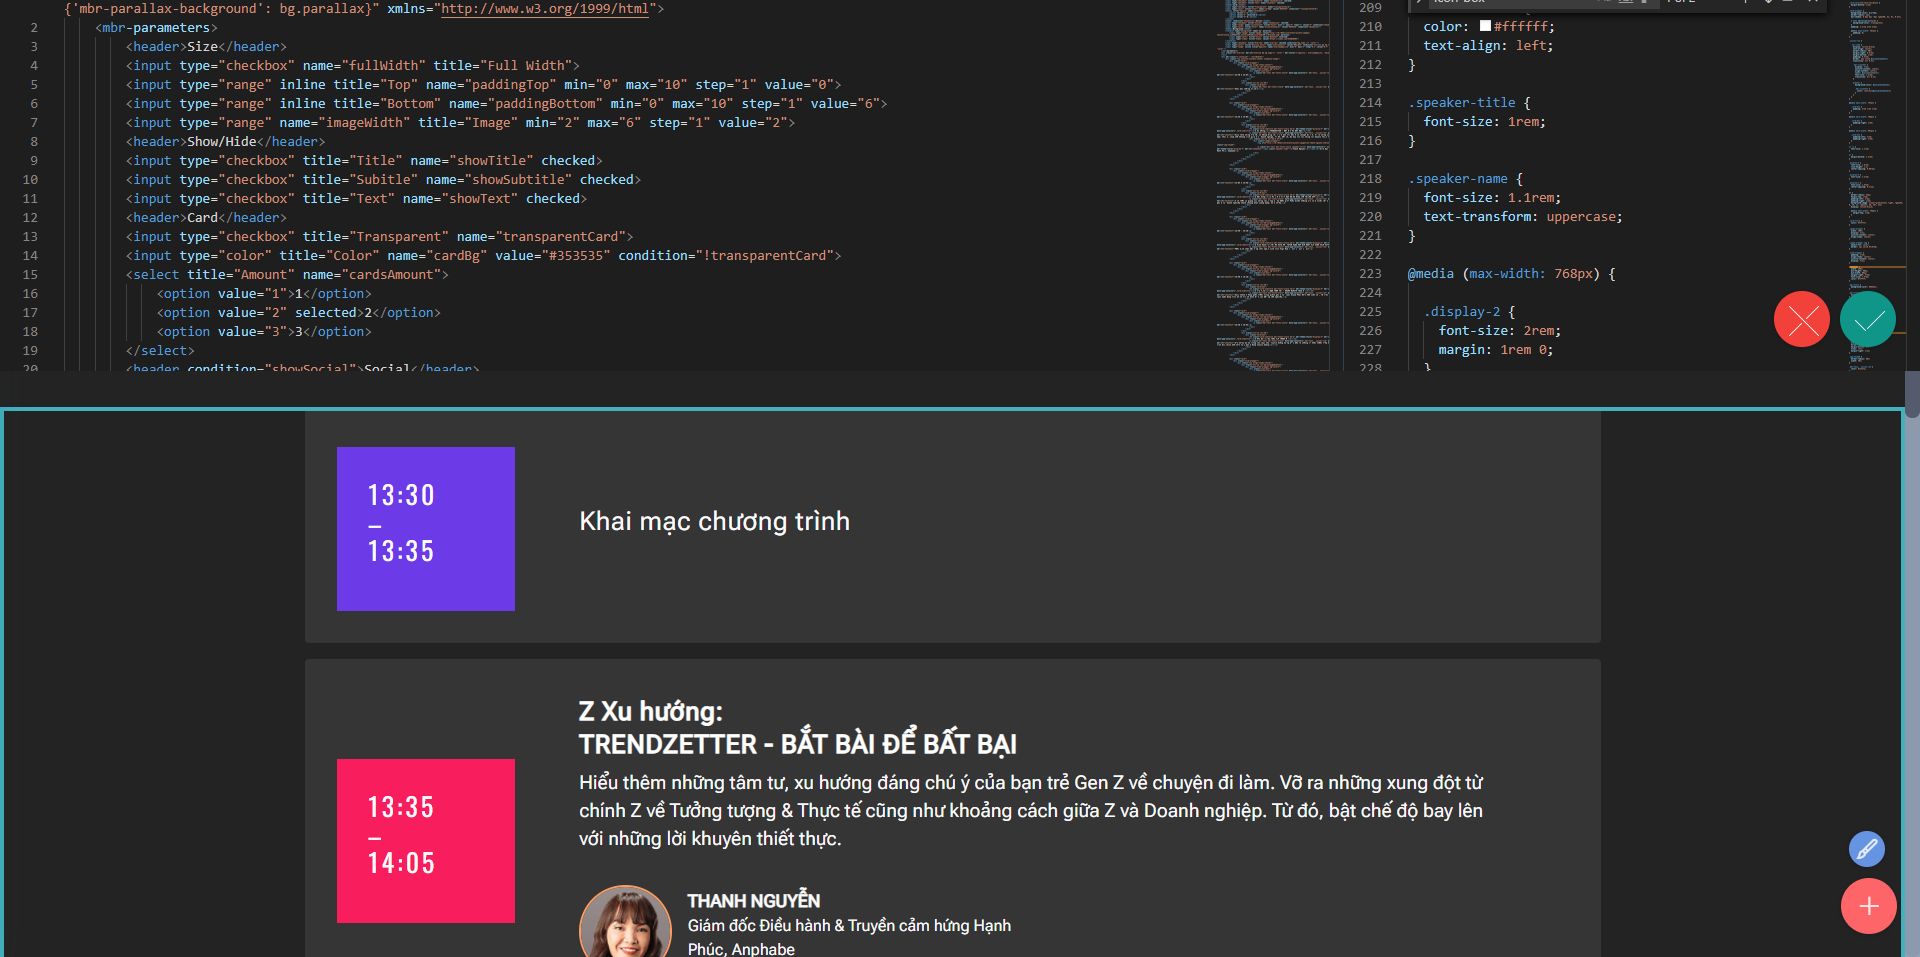 {'mbr-parallax-background': bg.parallax}" xmlns="http://www.w3.org/1999/html">
2 <mbr-parameters>
3 <header>Size</header>
4 <input type="checkbox" name="fullWidth" title="Full Width">
5 <input type="range" inline title="Top" name="paddingTop" min="0" max="10" step="1" value="0">
6 <input type="range" inline title="Bottom" name="paddingBottom" min="0" max="10" step="1" value="6">
7 <input type="range" name="imageWidth" title="Image" min="2" max="6" step="1" value="2">
8 <header>Show/Hide</header>
9 <input type="checkbox" title="Title" name="showTitle" checked>
10 <input type="checkbox" title="Subitle" name="showSubtitle" checked>
11 <input type="checkbox" title="Text" name="showText" checked>
12 <header>Card</header>
13 <input type="checkbox" title="Transparent" name="transparentCard">
14 <input type="color" title="Color" name="cardBg" value="#353535" condition="!transparentCard">
15 <select title="Amount" name="cardsAmount">
16 <option value="1">1</option>
17 <option value="2" selected>2</option>
18 <option value="3">3</option>
19 </select>
20 <header condition="showSocial">Social</header>
209
210 color: #ffffff;
211 text-align: left;
212 }
213
214 .speaker-title {
215 font-size: 1rem;
216 }
217
218 .speaker-name {
219 font-size: 1.1rem;
220 text-transform: uppercase;
221 }
222
223 @media (max-width: 768px) {
224
225 .display-2 {
226 font-size: 2rem;
227 margin: 1rem 0;
228 }
13:30
–
13:35
Khai mạc chương trình
Z Xu hướng:
TRENDZETTER - BẮT BÀI ĐỂ BẤT BẠI
13:35
–
14:05
Hiểu thêm những tâm tư, xu hướng đáng chú ý của bạn trẻ Gen Z về chuyện đi làm. Vỡ ra những xung đột từ
chính Z về Tưởng tượng & Thực tế cũng như khoảng cách giữa Z và Doanh nghiệp. Từ đó, bật chế độ bay lên
với những lời khuyên thiết thực.
THANH NGUYỄN
Giám đốc Điều hành & Truyền cảm hứng Hạnh
Phúc, Anphabe